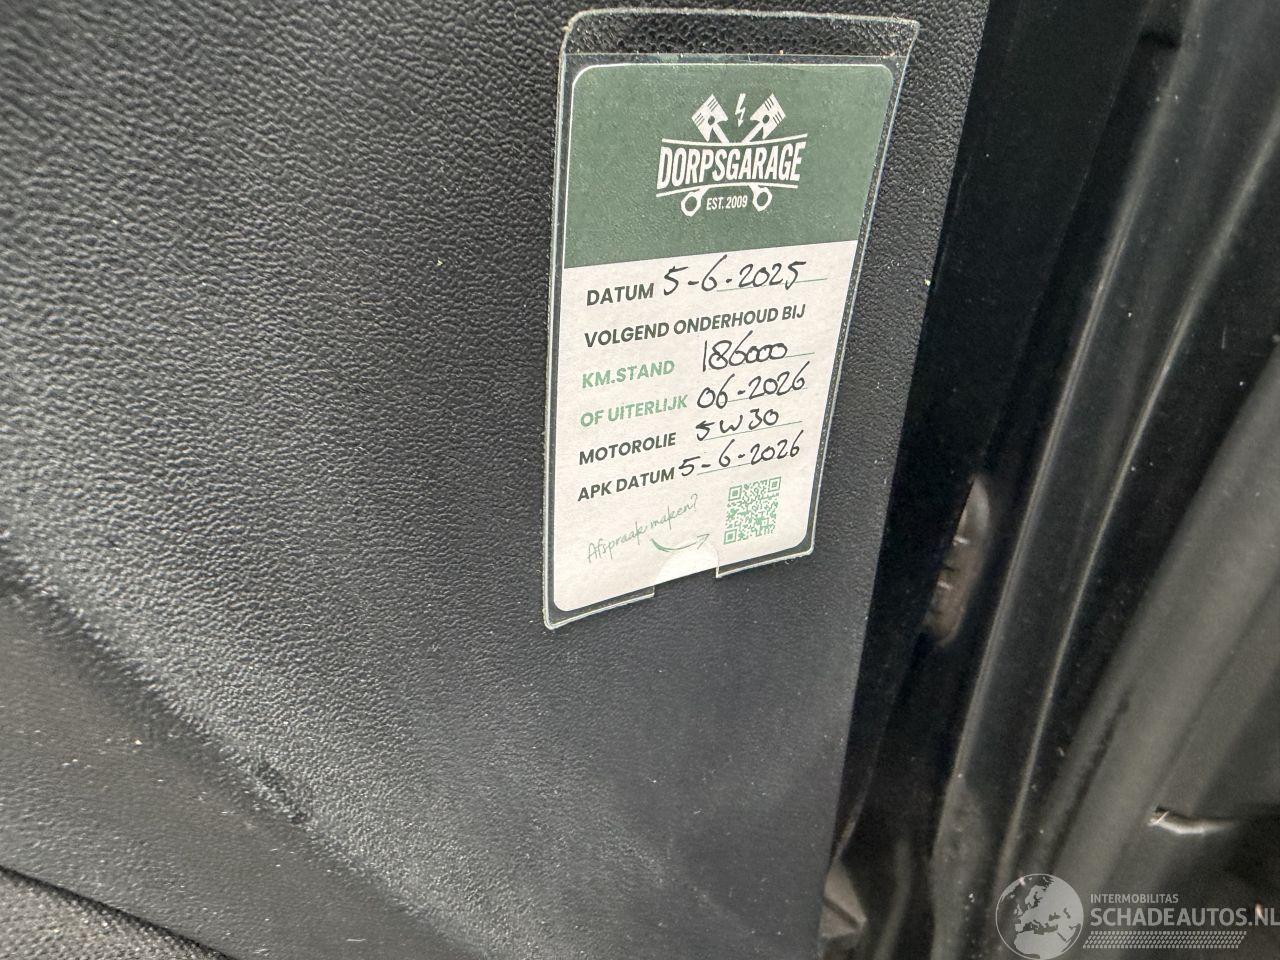 DORPSGARAGE
EST. 2009
DATUM 5-6-2025
VOLGEND ONDERHOUD BIJ
KM.STAND 186000
OF UITERLIJK 06-2026
MOTOROLIE 5W30
APK DATUM 5-6-2026
Afspraak maken?
INTERMOBILITAS
SCHADEAUTOS.NL